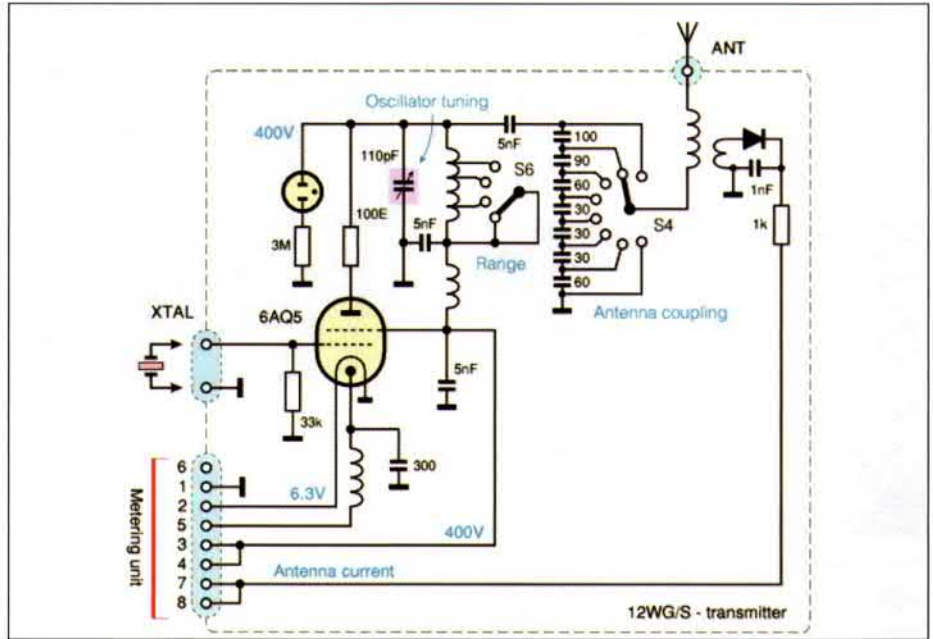 ANT
Oscillator tuning
400V
5nF
100
90
60
30
30
30
60
110pF
S6
1nF
1k
100E
5nF
S4
3M
Range
Antenna coupling
XTAL
6AQ5
5nF
33k
300
6
1
2
5
3
4
7
8
6.3V
400V
Metering unit
Antenna current
12WG/S - transmitter